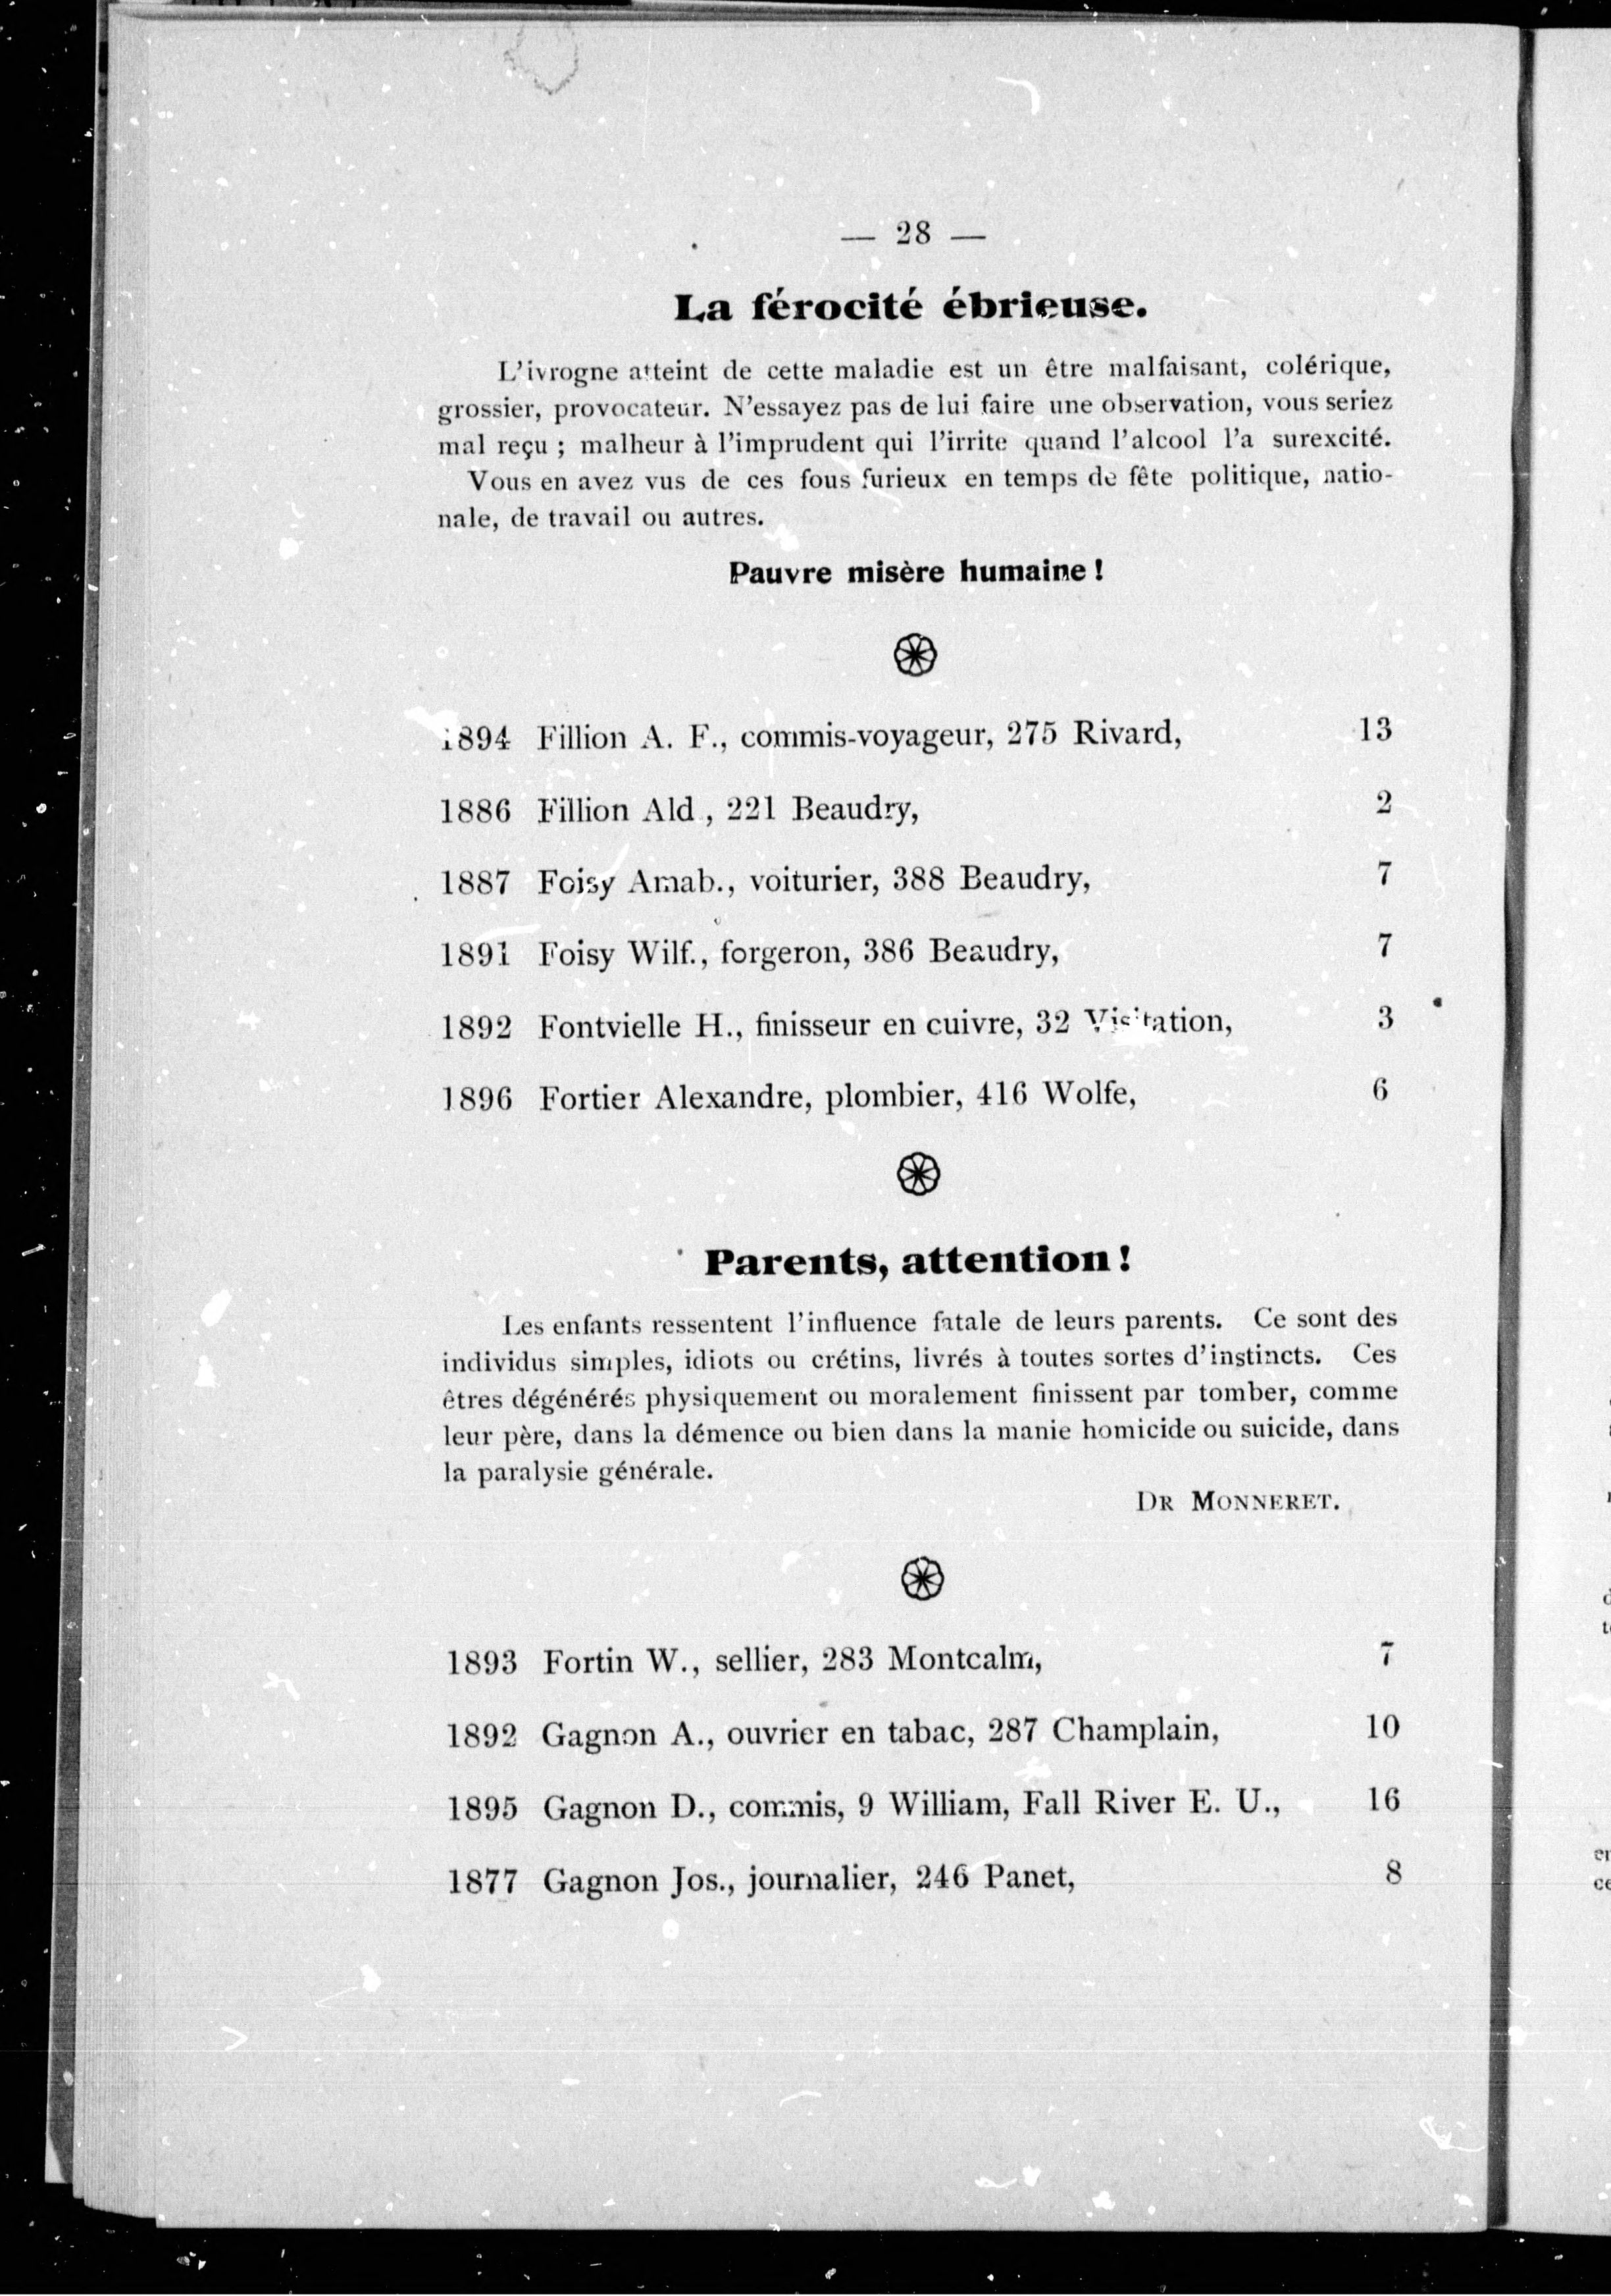 — 28 —
La férocité ébrieuse.
L'ivrogne atteint de cette maladie est un être malfaisant, colérique,
grossier, provocateur. N'essayez pas de lui faire une observation, vous seriez
mal reçu ; malheur à l'imprudent qui l'irrite quand l'alcool l'a surexcité.
Vous en avez vus de ces fous furieux en temps de fête politique, natio-
nale, de travail ou autres.
Pauvre misère humaine !
1894 Fillion A. F., commis-voyageur, 275 Rivard, 13
1886 Fillion Ald., 221 Beaudry, 2
1887 Foisy Amab., voiturier, 388 Beaudry, 7
1891 Foisy Wilf., forgeron, 386 Beaudry, 7
1892 Fontvielle H., finisseur en cuivre, 32 Visitation, 3
1896 Fortier Alexandre, plombier, 416 Wolfe, 6
Parents, attention !
Les enfants ressentent l'influence fatale de leurs parents. Ce sont des
individus simples, idiots ou crétins, livrés à toutes sortes d'instincts. Ces
êtres dégénérés physiquement ou moralement finissent par tomber, comme
leur père, dans la démence ou bien dans la manie homicide ou suicide, dans
la paralysie générale.
DR MONNERET.
1893 Fortin W., sellier, 283 Montcalm, 7
1892 Gagnon A., ouvrier en tabac, 287 Champlain, 10
1895 Gagnon D., commis, 9 William, Fall River E. U., 16
1877 Gagnon Jos., journalier, 246 Panet, 8